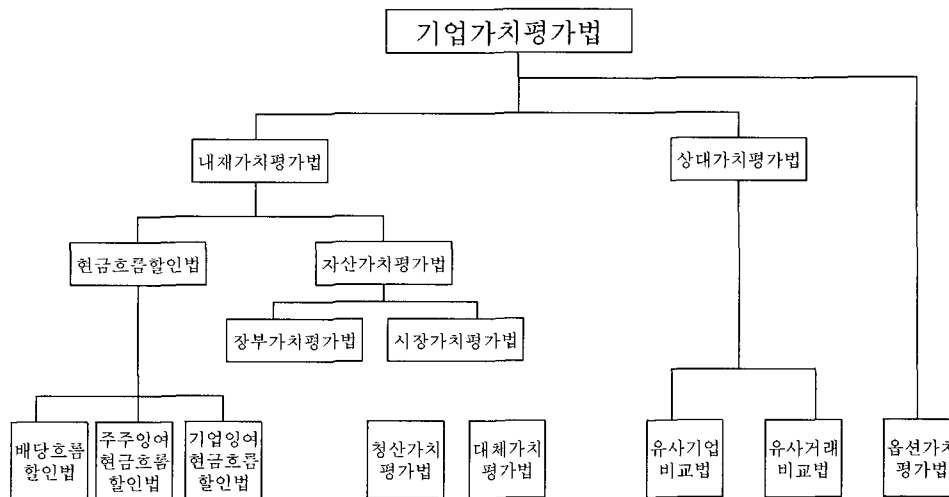 기업가치평가법
내재가치평가법
상대가치평가법
현금흐름할인법
자산가치평가법
장부가치평가법
시장가치평가법
배당흐름
할인법
주주잉여
현금흐름
할인법
기업잉여
현금흐름
할인법
청산가치
평가법
대체가치
평가법
유사기업
비교법
유사거래
비교법
옵션가치
평가법